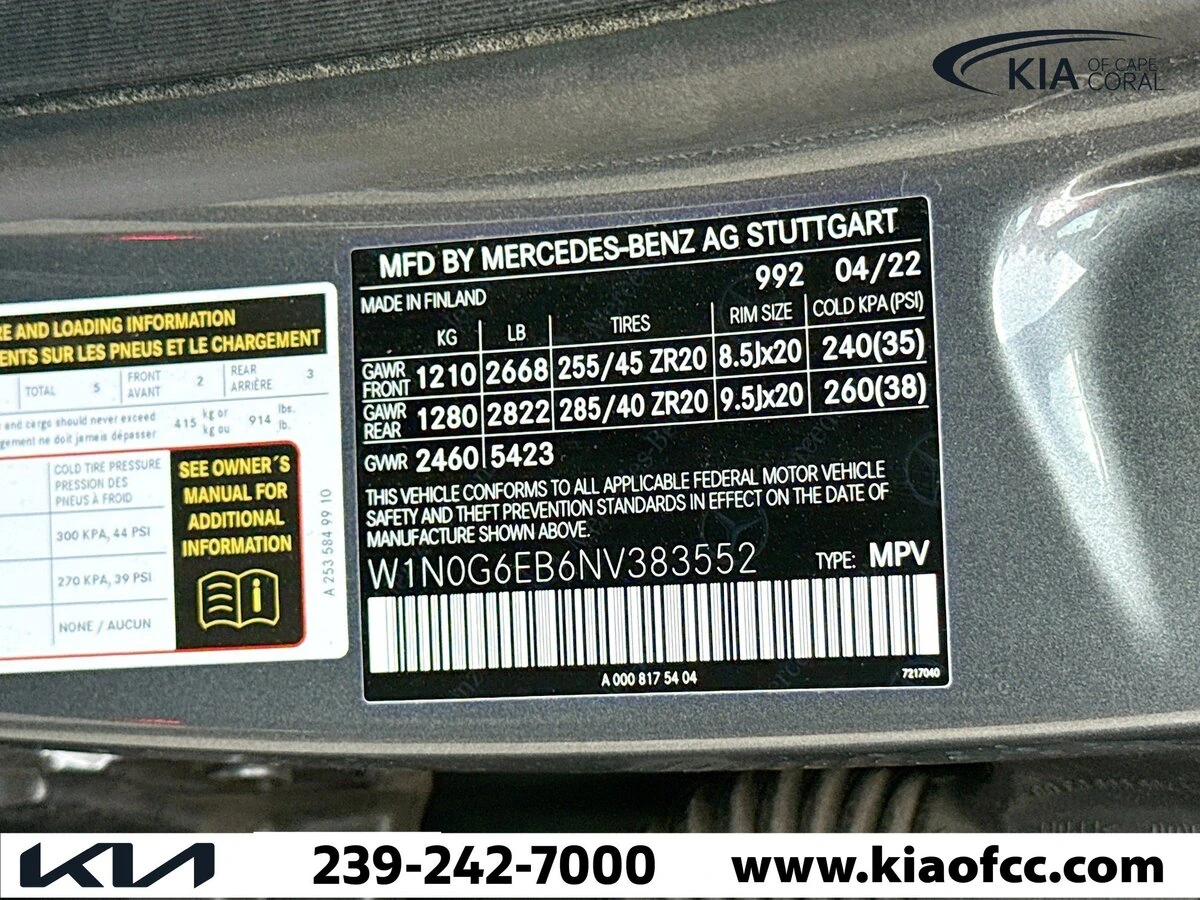 KIA OF CAPE CORAL
MFD BY MERCEDES-BENZ AG STUTTGART
992 04/22
MADE IN FINLAND
KG LB TIRES RIM SIZE COLD KPA(PSI)
GAWR FRONT 1210 2668 255/45 ZR20 8.5Jx20 240(35)
GAWR REAR 1280 2822 285/40 ZR20 9.5Jx20 260(38)
GVWR 2460 5423
THIS VEHICLE CONFORMS TO ALL APPLICABLE FEDERAL MOTOR VEHICLE
SAFETY AND THEFT PREVENTION STANDARDS IN EFFECT ON THE DATE OF
MANUFACTURE SHOWN ABOVE.
W1N0G6EB6NV383552 TYPE: MPV
A 000 817 54 04
7217040
RE AND LOADING INFORMATION
ENTS SUR LES PNEUS ET LE CHARGEMENT
TOTAL 5 FRONT AVANT 2 REAR ARRIÈRE 3
and cargo should never exceed 415 kg or 914 lbs.
gement ne doit jamais dépasser kg ou lb.
COLD TIRE PRESSURE
PRESSION DES
PNEUS À FROID
300 KPA, 44 PSI
270 KPA, 39 PSI
NONE / AUCUN
SEE OWNER´S
MANUAL FOR
ADDITIONAL
INFORMATION
A 253 584 99 10
KIA 239-242-7000 www.kiaofcc.com